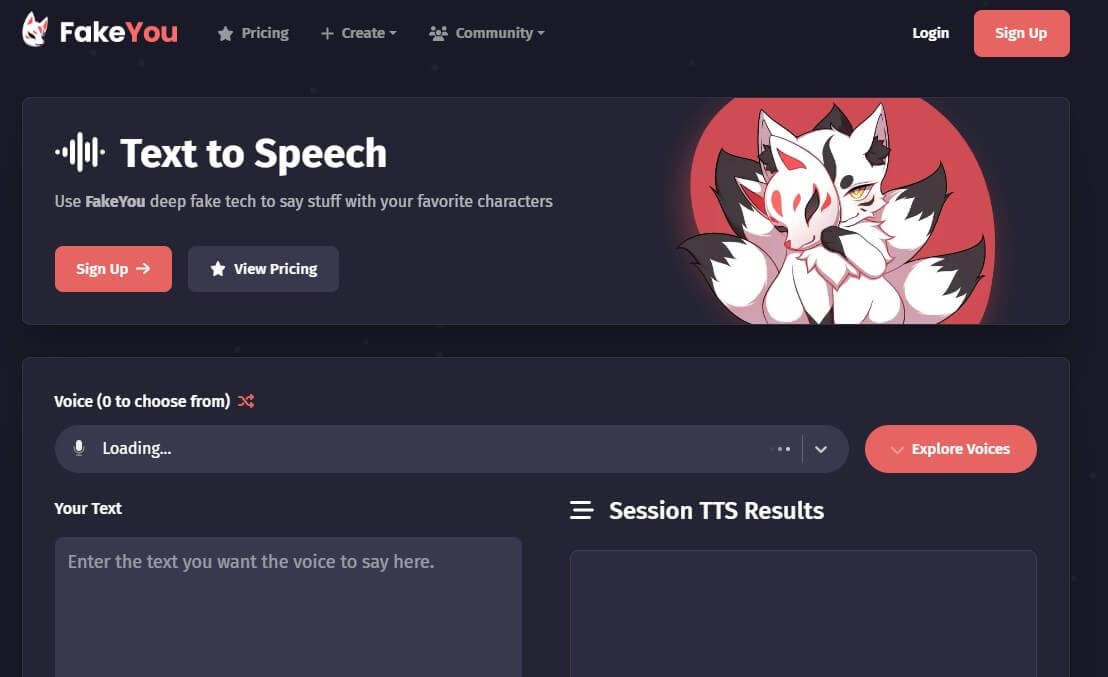 FakeYou Pricing Create Community Login Sign Up
Text to Speech
Use FakeYou deep fake tech to say stuff with your favorite characters
Sign Up View Pricing
Voice (0 to choose from)
Loading... Explore Voices
Your Text
Session TTS Results
Enter the text you want the voice to say here.